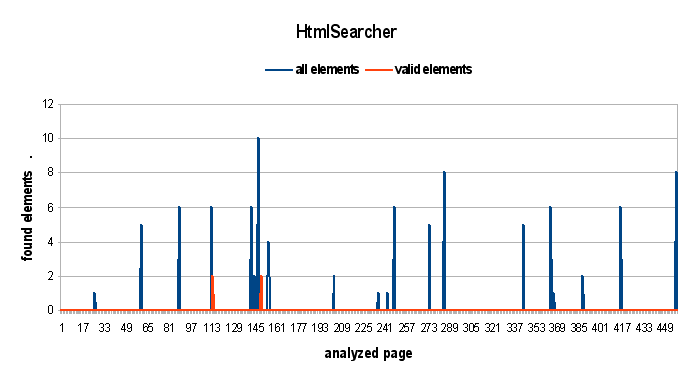 HtmlSearcher
all elements valid elements
12
10
8
6
4
2
0
found elements .
1 17 33 49 65 81 97 113 129 145 161 177 193 209 225 241 257 273 289 305 321 337 353 369 385 401 417 433 449
analyzed page